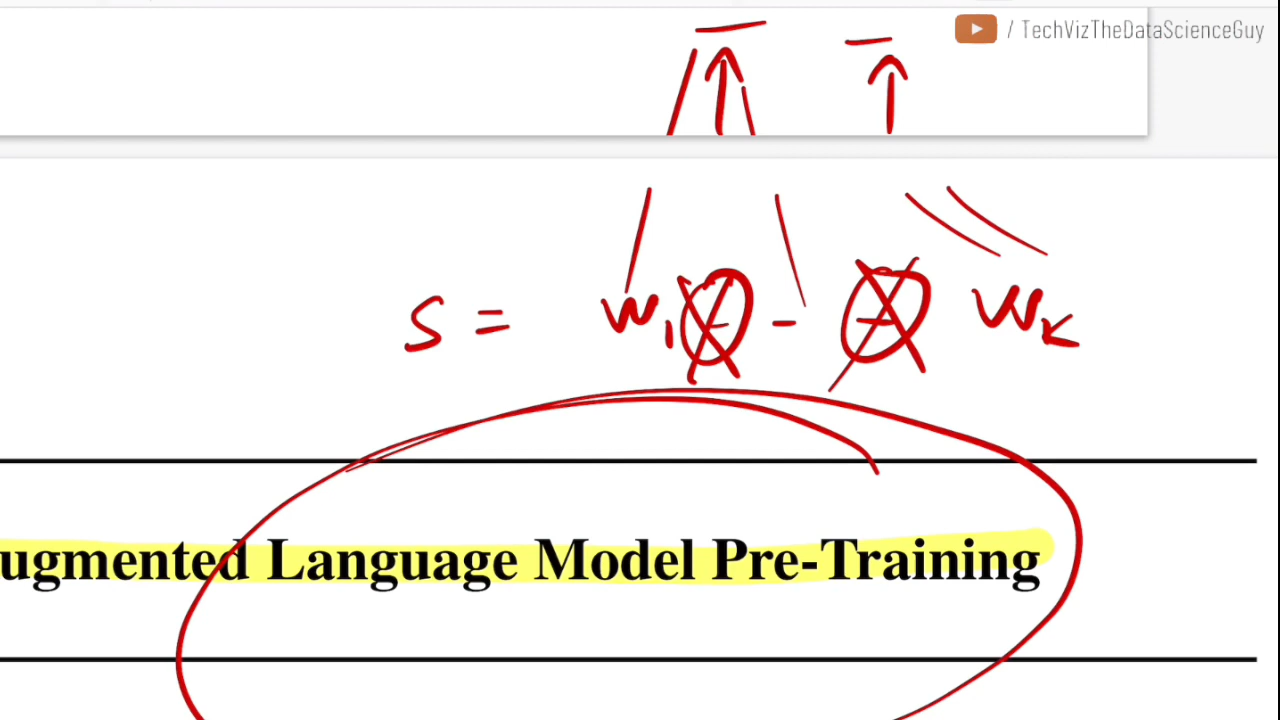 / TechVizTheDataScienceGuy
S = W1 - - - Wk
ugmented Language Model Pre-Training